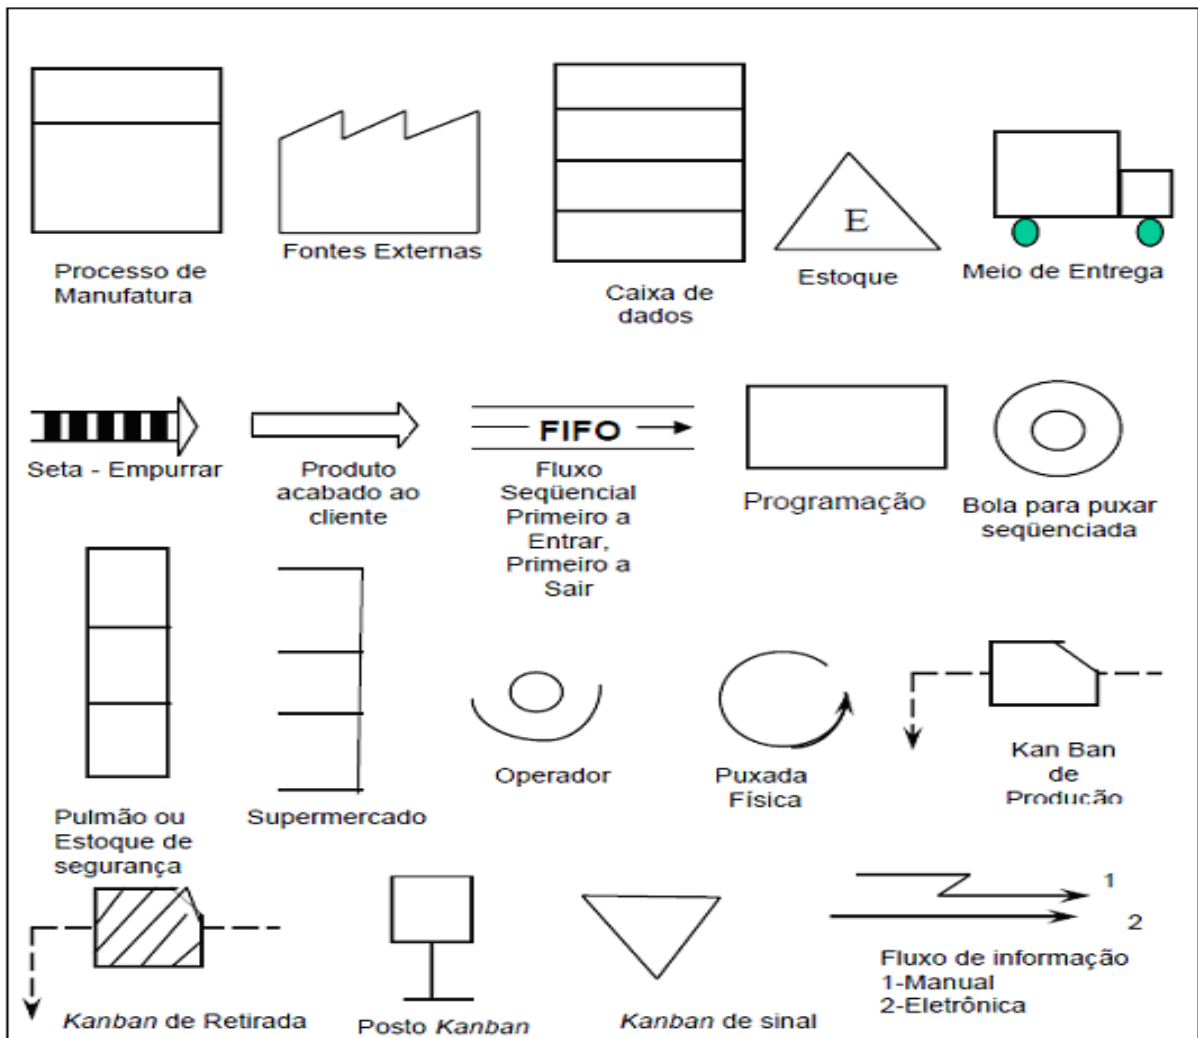 Processo de
Manufatura
Fontes Externas
Caixa de
dados
E
Estoque
Meio de Entrega
Seta - Empurrar
Produto
acabado ao
cliente
FIFO
Fluxo
Seqüencial
Primeiro a
Entrar,
Primeiro a
Sair
Programação
Bola para puxar
seqüenciada
Pulmão ou
Estoque de
segurança
Supermercado
Operador
Puxada
Física
Kan Ban
de
Produção
Kanban de Retirada
Posto Kanban
Kanban de sinal
1
2
Fluxo de informação
1-Manual
2-Eletrônica